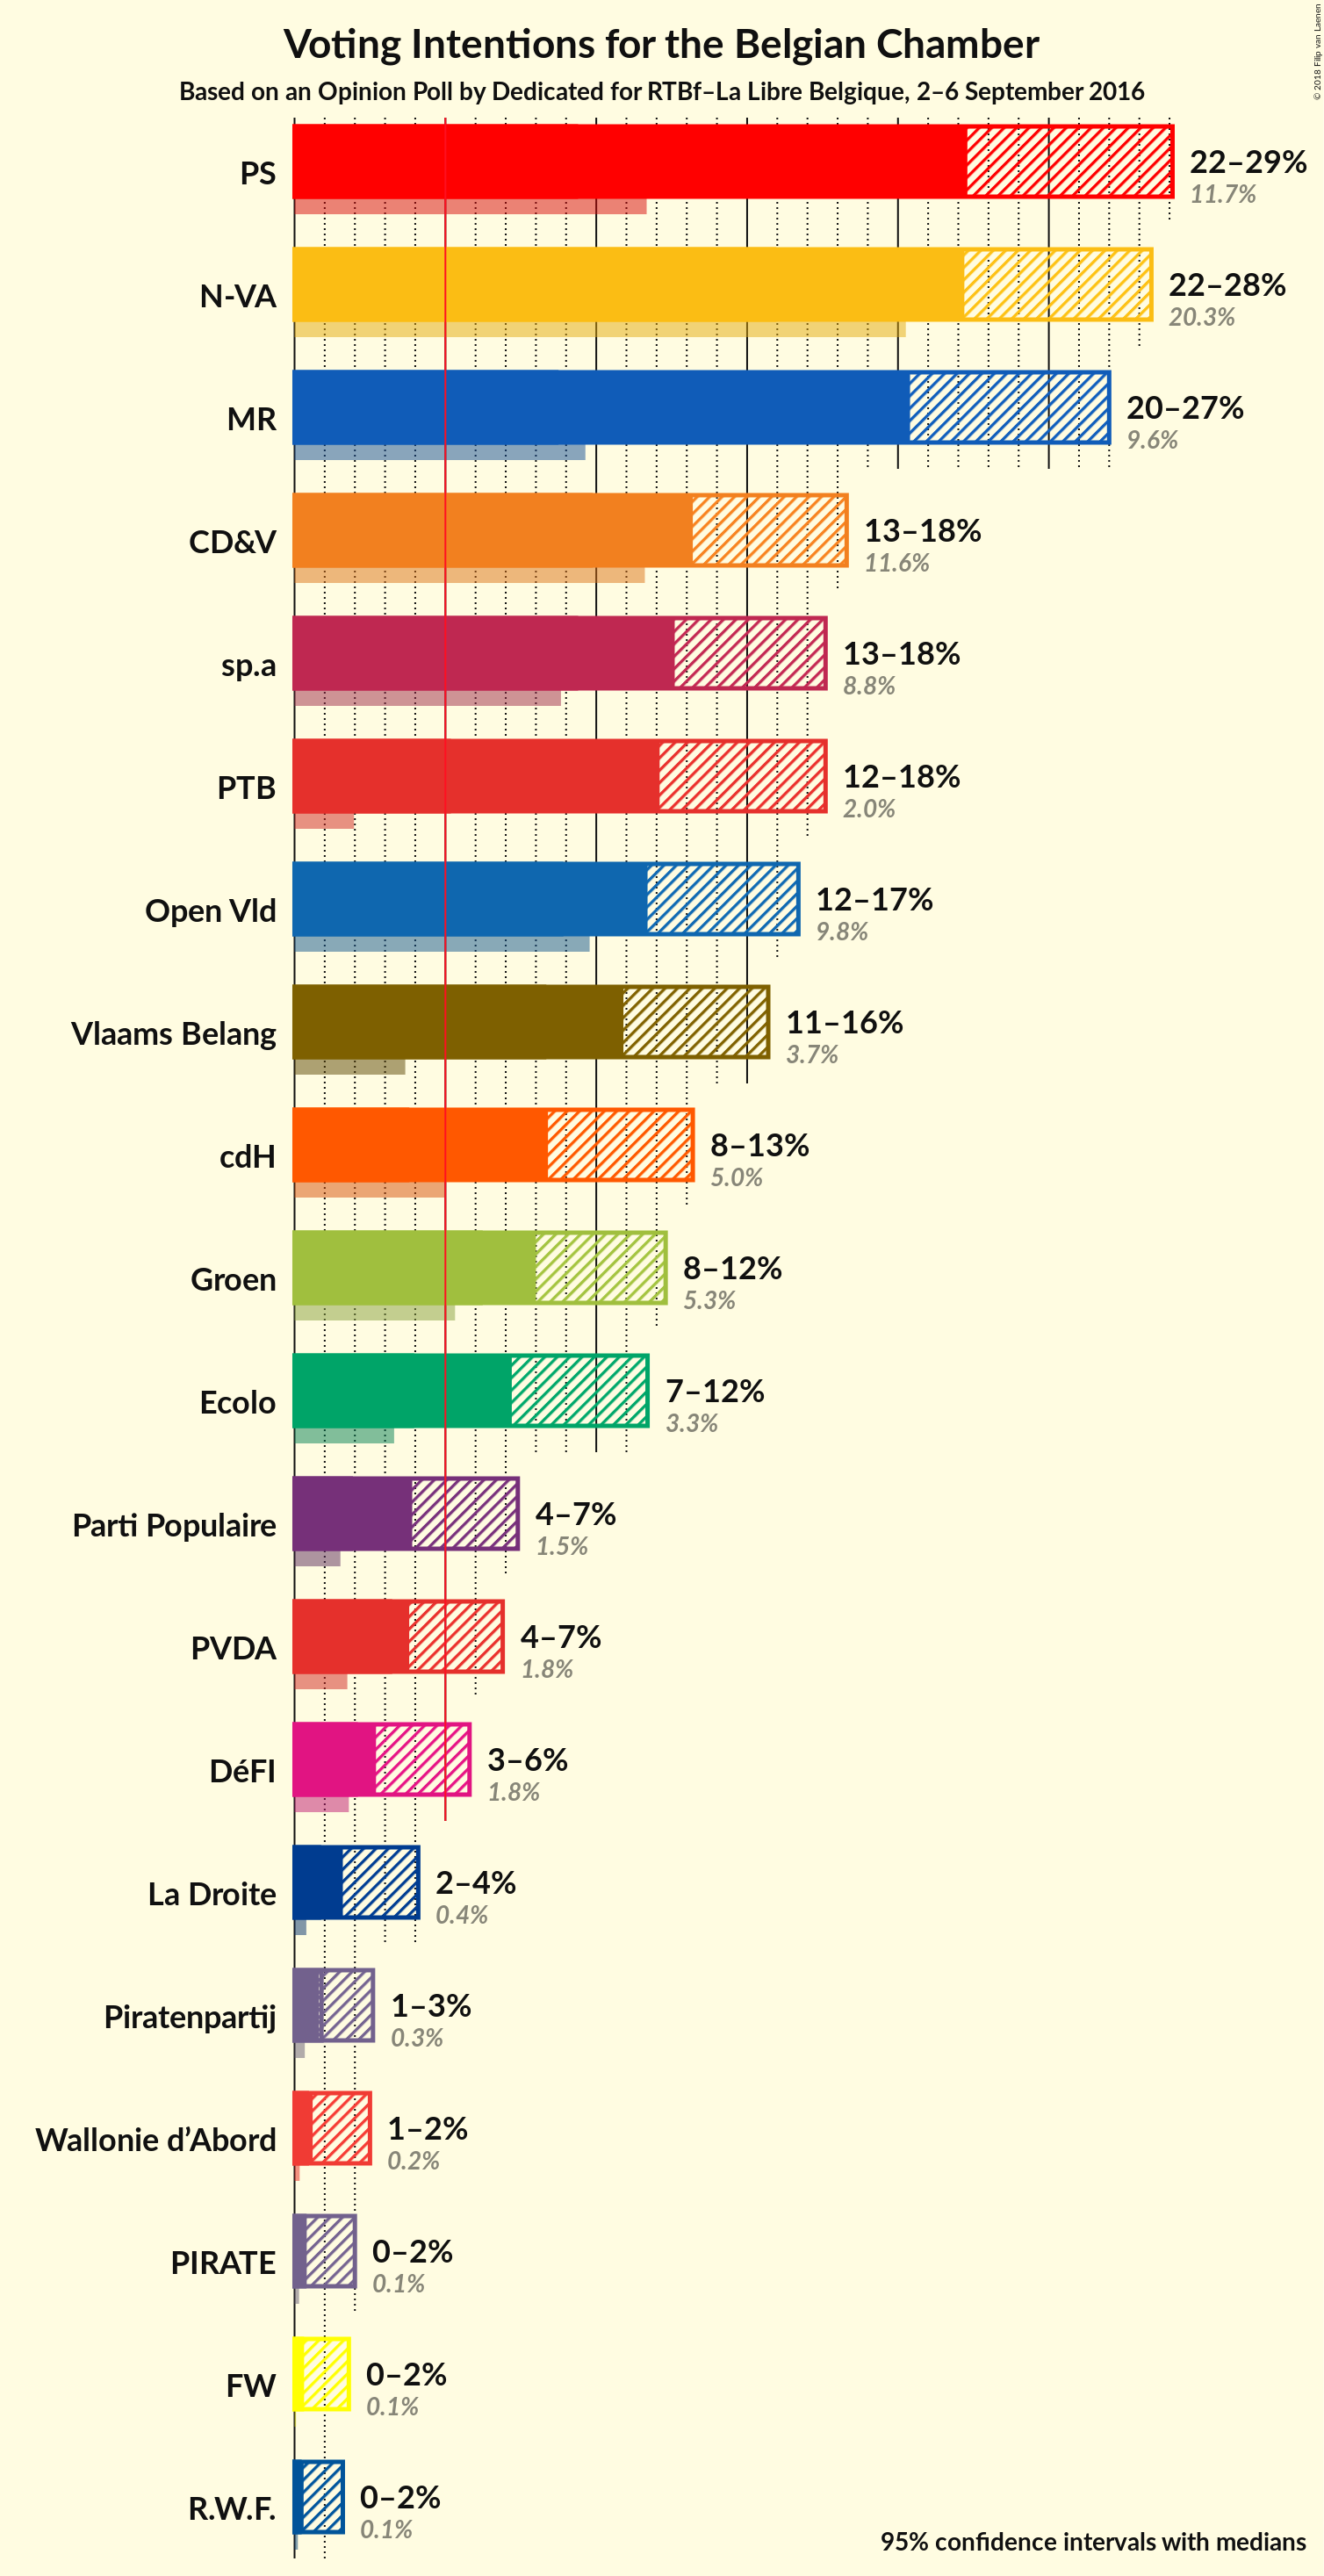 Voting Intentions for the Belgian Chamber
Based on an Opinion Poll by Dedicated for RTBf–La Libre Belgique, 2–6 September 2016
© 2018 Filip van Laenen
PS
22–29%
11.7%
N-VA
22–28%
20.3%
MR
20–27%
9.6%
CD&V
13–18%
11.6%
sp.a
13–18%
8.8%
PTB
12–18%
2.0%
Open Vld
12–17%
9.8%
Vlaams Belang
11–16%
3.7%
cdH
8–13%
5.0%
Groen
8–12%
5.3%
Ecolo
7–12%
3.3%
Parti Populaire
4–7%
1.5%
PVDA
4–7%
1.8%
DéFI
3–6%
1.8%
La Droite
2–4%
0.4%
Piratenpartij
1–3%
0.3%
Wallonie d’Abord
1–2%
0.2%
PIRATE
0–2%
0.1%
FW
0–2%
0.1%
R.W.F.
0–2%
0.1%
95% confidence intervals with medians